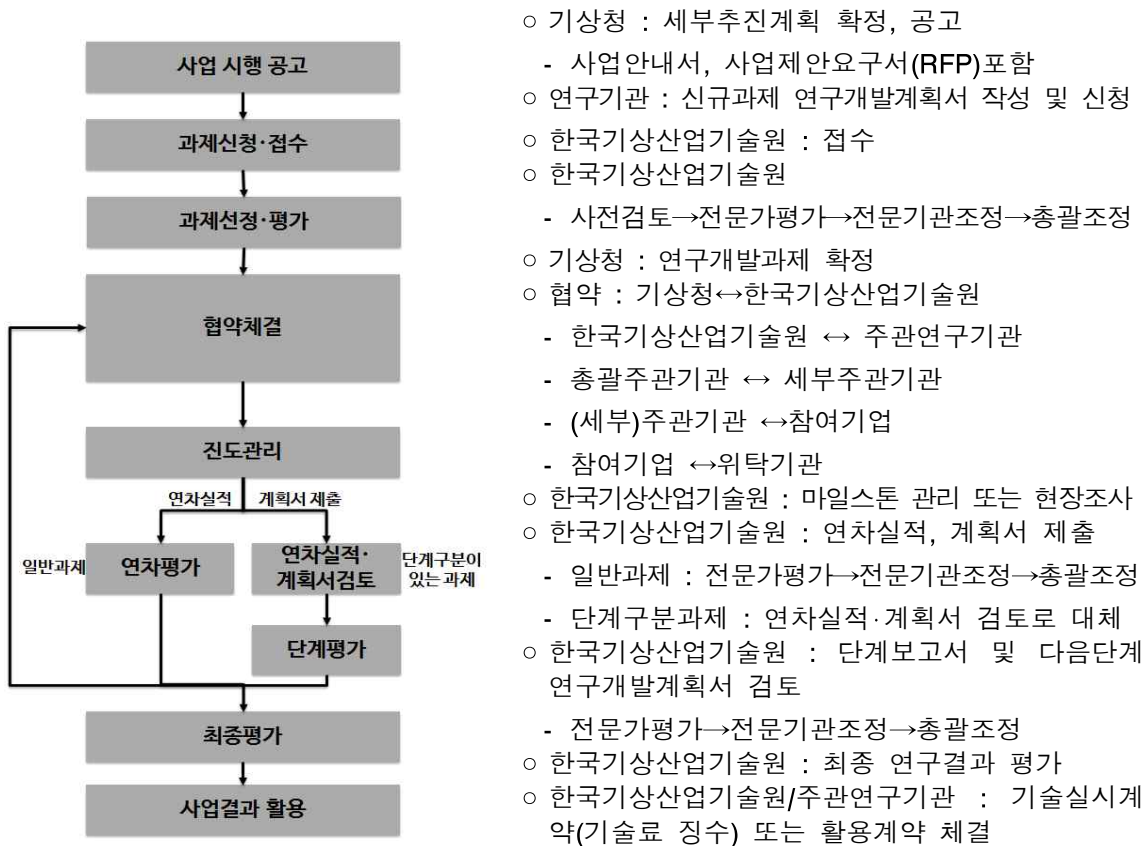 사업 시행 공고
과제신청·접수
과제선정·평가
협약체결
진도관리
연차실적
계획서 제출
일반과제
연차평가
연차실적·
계획서검토
단계구분이
있는 과제
단계평가
최종평가
사업결과 활용
○ 기상청 : 세부추진계획 확정, 공고
- 사업안내서, 사업제안요구서(RFP)포함
○ 연구기관 : 신규과제 연구개발계획서 작성 및 신청
○ 한국기상산업기술원 : 접수
○ 한국기상산업기술원
- 사전검토→전문가평가→전문기관조정→총괄조정
○ 기상청 : 연구개발과제 확정
○ 협약 : 기상청↔한국기상산업기술원
- 한국기상산업기술원 ↔ 주관연구기관
- 총괄주관기관 ↔ 세부주관기관
- (세부)주관기관 ↔참여기업
- 참여기업 ↔위탁기관
○ 한국기상산업기술원 : 마일스톤 관리 또는 현장조사
○ 한국기상산업기술원 : 연차실적, 계획서 제출
- 일반과제 : 전문가평가→전문기관조정→총괄조정
- 단계구분과제 : 연차실적·계획서 검토로 대체
○ 한국기상산업기술원 : 단계보고서 및 다음단계
연구개발계획서 검토
- 전문가평가→전문기관조정→총괄조정
○ 한국기상산업기술원 : 최종 연구결과 평가
○ 한국기상산업기술원/주관연구기관 : 기술실시계
약(기술료 징수) 또는 활용계약 체결